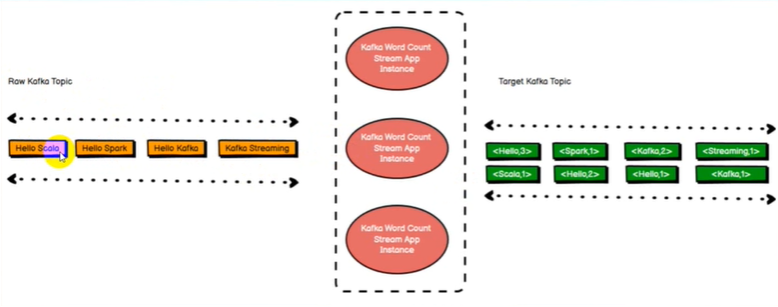 Raw Kafka Topic
Hello Scala
Hello Spark
Hello Kafka
Kafka Streaming
Kafka Word Count
Stream App
Instance
Kafka Word Count
Stream App
Instance
Kafka Word Count
Stream App
Instance
Target Kafka Topic
<Hello,3>
<Spark,1>
<Kafka,2>
<Streaming,1>
<Scala,1>
<Hello,2>
<Hello,1>
<Kafka,1>